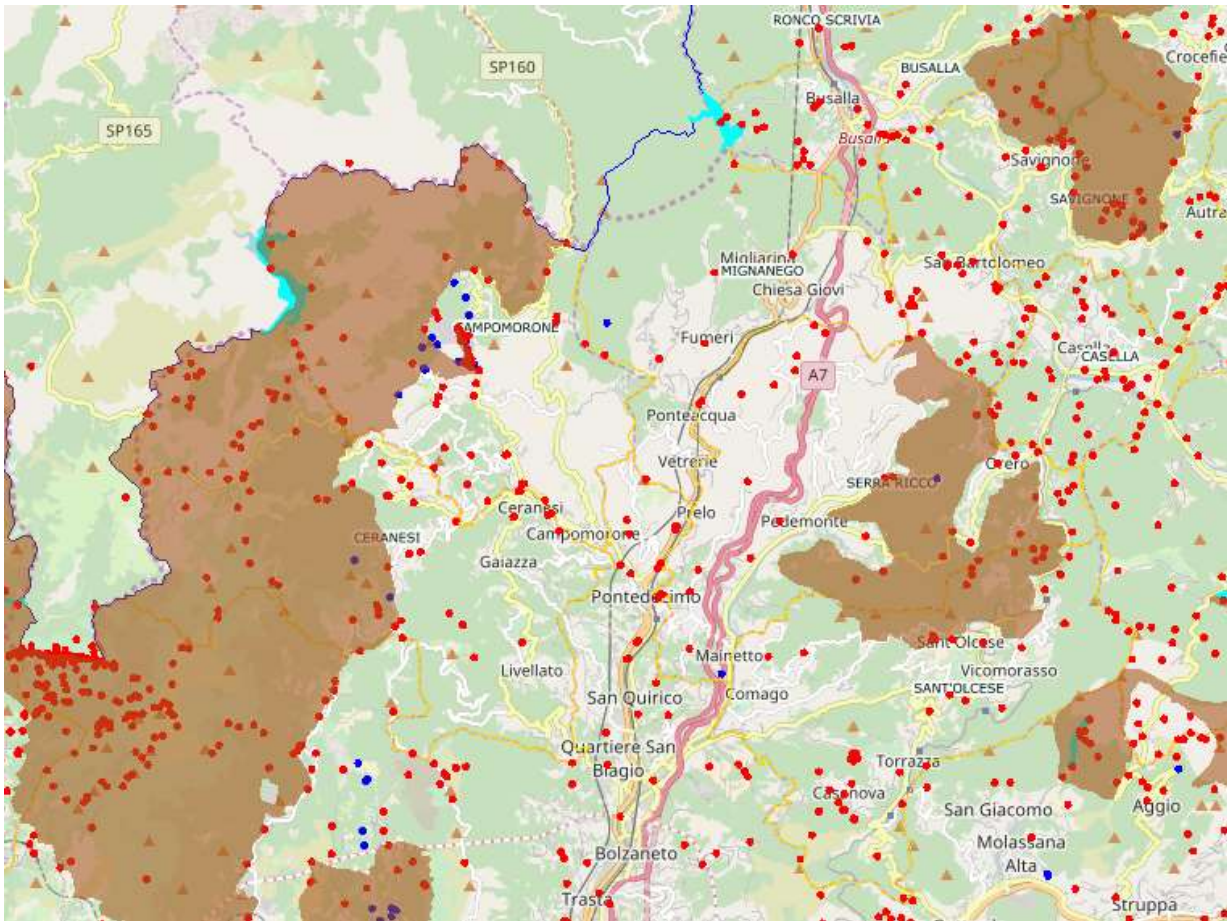 RONCO SCRIVIA
Crocefie
SP160
BUSALLA
Busalla
SP165
Busalla
Savignone
SAVIGNONE
Autra
Migliarina
San Bartolomeo
MIGNANEGO
Chiesa Giovi
CAMPOMORONE
Fumeri
Casella
CASELLA
A7
Ponteacqua
Vetrerie
Orero
SERRA RICCÒ
Ceranesi
Prelo
Pedemonte
CERANESI
Campomorone
Gaiazza
Pontedecimo
Sant'Olcese
Mainetto
Livellato
Vicomorasso
San Quirico
Comago
SANT'OLCESE
Quartiere San
Biagio
Torrazza
Casanova
San Giacomo
Aggio
Molassana
Alta
Bolzaneto
Trasta
Struppa